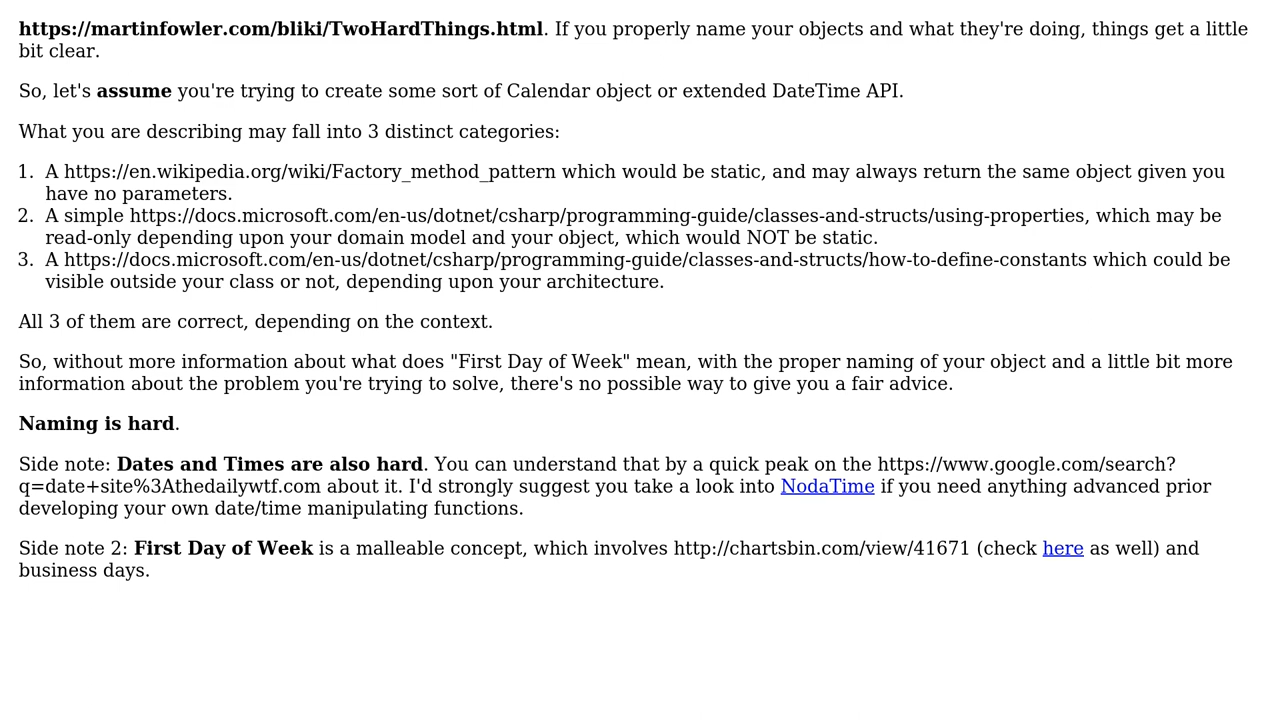 https://martinfowler.com/bliki/TwoHardThings.html. If you properly name your objects and what they're doing, things get a little
bit clear.
So, let's assume you're trying to create some sort of Calendar object or extended DateTime API.
What you are describing may fall into 3 distinct categories:
1. A https://en.wikipedia.org/wiki/Factory_method_pattern which would be static, and may always return the same object given you
have no parameters.
2. A simple https://docs.microsoft.com/en-us/dotnet/csharp/programming-guide/classes-and-structs/using-properties, which may be
read-only depending upon your domain model and your object, which would NOT be static.
3. A https://docs.microsoft.com/en-us/dotnet/csharp/programming-guide/classes-and-structs/how-to-define-constants which could be
visible outside your class or not, depending upon your architecture.
All 3 of them are correct, depending on the context.
So, without more information about what does "First Day of Week" mean, with the proper naming of your object and a little bit more
information about the problem you're trying to solve, there's no possible way to give you a fair advice.
Naming is hard.
Side note: Dates and Times are also hard. You can understand that by a quick peak on the https://www.google.com/search?
q=date+site%3Athedailywtf.com about it. I'd strongly suggest you take a look into NodaTime if you need anything advanced prior
developing your own date/time manipulating functions.
Side note 2: First Day of Week is a malleable concept, which involves http://chartsbin.com/view/41671 (check here as well) and
business days.